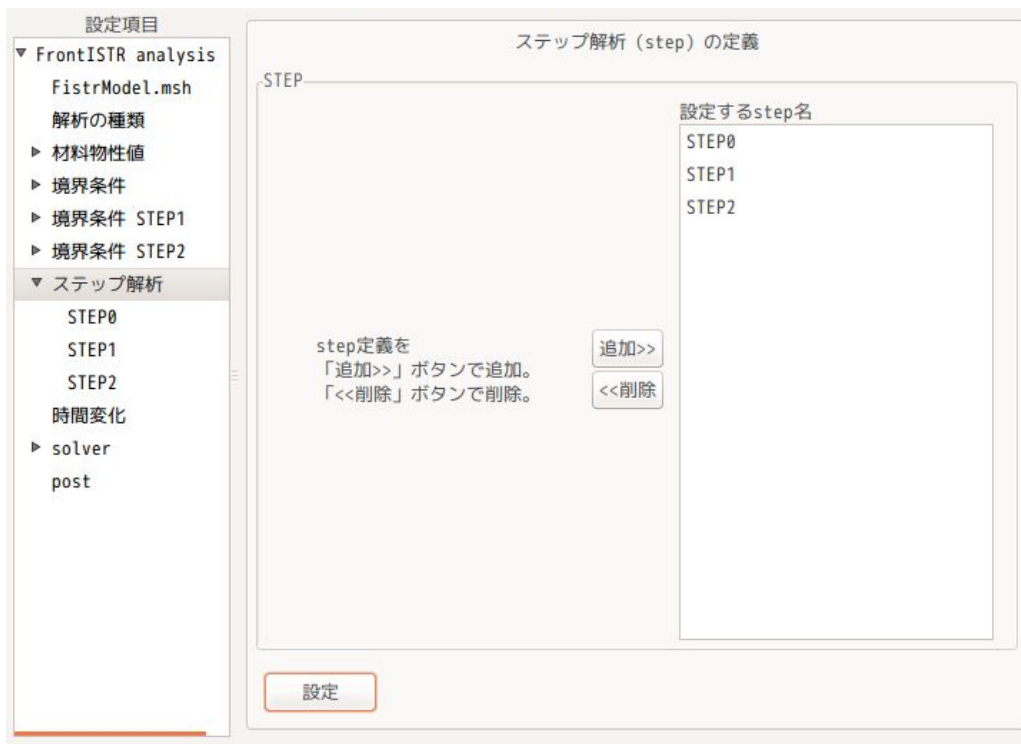 設定項目
FrontISTR analysis
FistrModel.msh
解析の種類
材料物性値
境界条件
境界条件 STEP1
境界条件 STEP2
ステップ解析
STEP0
STEP1
STEP2
時間変化
solver
post
ステップ解析 (step) の定義
STEP
設定するstep名
STEP0
STEP1
STEP2
step定義を
「追加>>」ボタンで追加。
「<<削除」ボタンで削除。
追加>>
<<削除
設定